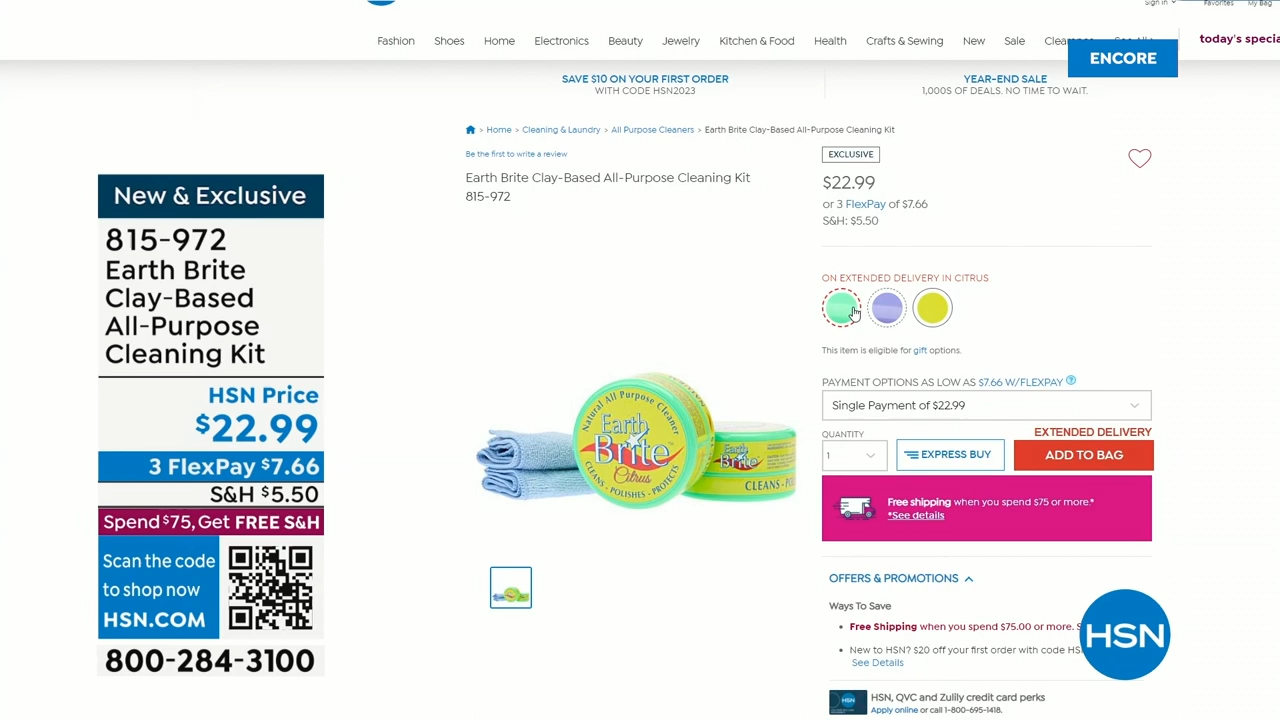 Sign in
Favorites
My Bag
Fashion
Shoes
Home
Electronics
Beauty
Jewelry
Kitchen & Food
Health
Crafts & Sewing
New
Sale
today's
ENCORE
SAVE $10 ON YOUR FIRST ORDER
WITH CODE HSN2023
YEAR-END SALE
1,000S OF DEALS. NO TIME TO WAIT.
> Home > Cleaning & Laundry > All Purpose Cleaners > Earth Brite Clay-Based All-Purpose Cleaning Kit
Be the first to write a review
Earth Brite Clay-Based All-Purpose Cleaning Kit
815-972
EXCLUSIVE
$22.99
or 3 FlexPay of $7.66
S&H: $5.50
ON EXTENDED DELIVERY IN CITRUS
This item is eligible for gift options.
PAYMENT OPTIONS AS LOW AS $7.66 W/FLEXPAY ?
Single Payment of $22.99
QUANTITY
1
EXPRESS BUY
EXTENDED DELIVERY
ADD TO BAG
Free shipping when you spend $75 or more.*
*See details
OFFERS & PROMOTIONS
Ways To Save
• Free Shipping when you spend $75.00 or more.
• New to HSN? $20 off your first order with code
See Details
HSN
HSN, QVC and Zulily credit card perks
Apply online or call 1-800-695-1418.
Natural All Purpose Cleaner
Earth
Brite
Citrus
CLEANS - POLISHES - PROTECTS
Earth
Brite
New & Exclusive
815-972
Earth Brite
Clay-Based
All-Purpose
Cleaning Kit
HSN Price
$22.99
3 FlexPay $7.66
S&H $5.50
Spend $75, Get FREE S&H
Scan the code
to shop now
HSN.COM
800-284-3100
HSN